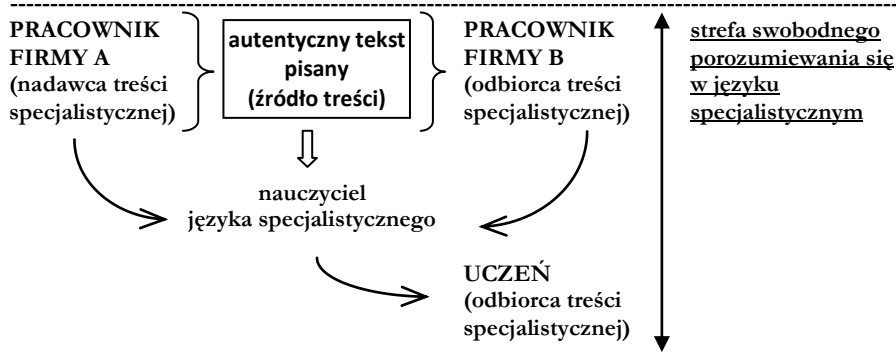 PRACOWNIK
FIRMY A
(nadawca treści
specjalistycznej)
autentyczny tekst
pisany
(źródło treści)
PRACOWNIK
FIRMY B
(odbiorca treści
specjalistycznej)
strefa swobodnego
porozumiewania się
w języku
specjalistycznym
nauczyciel
języka specjalistycznego
UCZEŃ
(odbiorca treści
specjalistycznej)